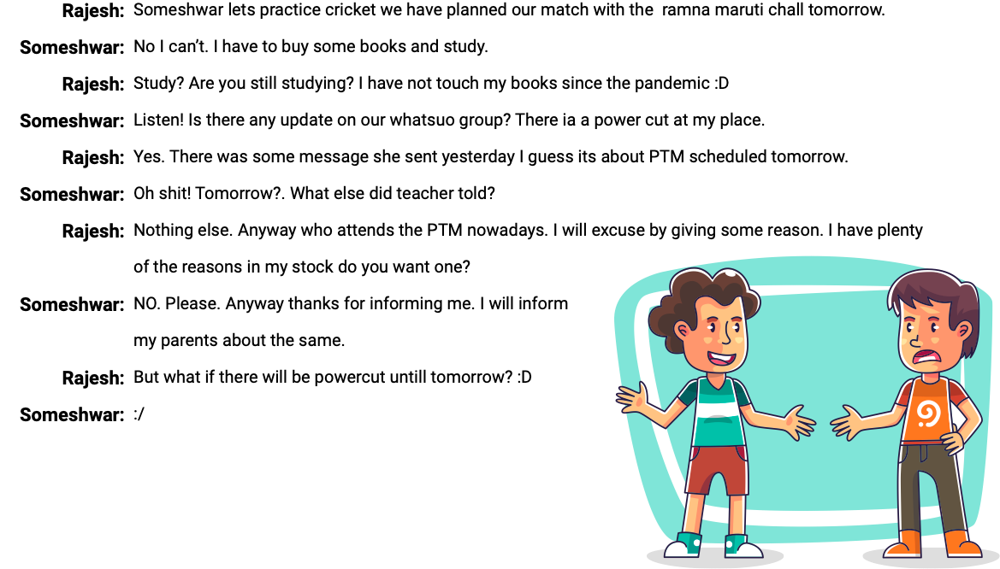 Rajesh: Someshwar lets practice cricket we have planned our match with the ramna maruti chall tomorrow.
Someshwar: No I can't. I have to buy some books and study.
Rajesh: Study? Are you still studying? I have not touch my books since the pandemic :D
Someshwar: Listen! Is there any update on our whatsuo group? There ia a power cut at my place.
Rajesh: Yes. There was some message she sent yesterday I guess its about PTM scheduled tomorrow.
Someshwar: Oh shit! Tomorrow?. What else did teacher told?
Rajesh: Nothing else. Anyway who attends the PTM nowadays. I will excuse by giving some reason. I have plenty
of the reasons in my stock do you want one?
Someshwar: NO. Please. Anyway thanks for informing me. I will inform
my parents about the same.
Rajesh: But what if there will be powercut untill tomorrow? :D
Someshwar: :/